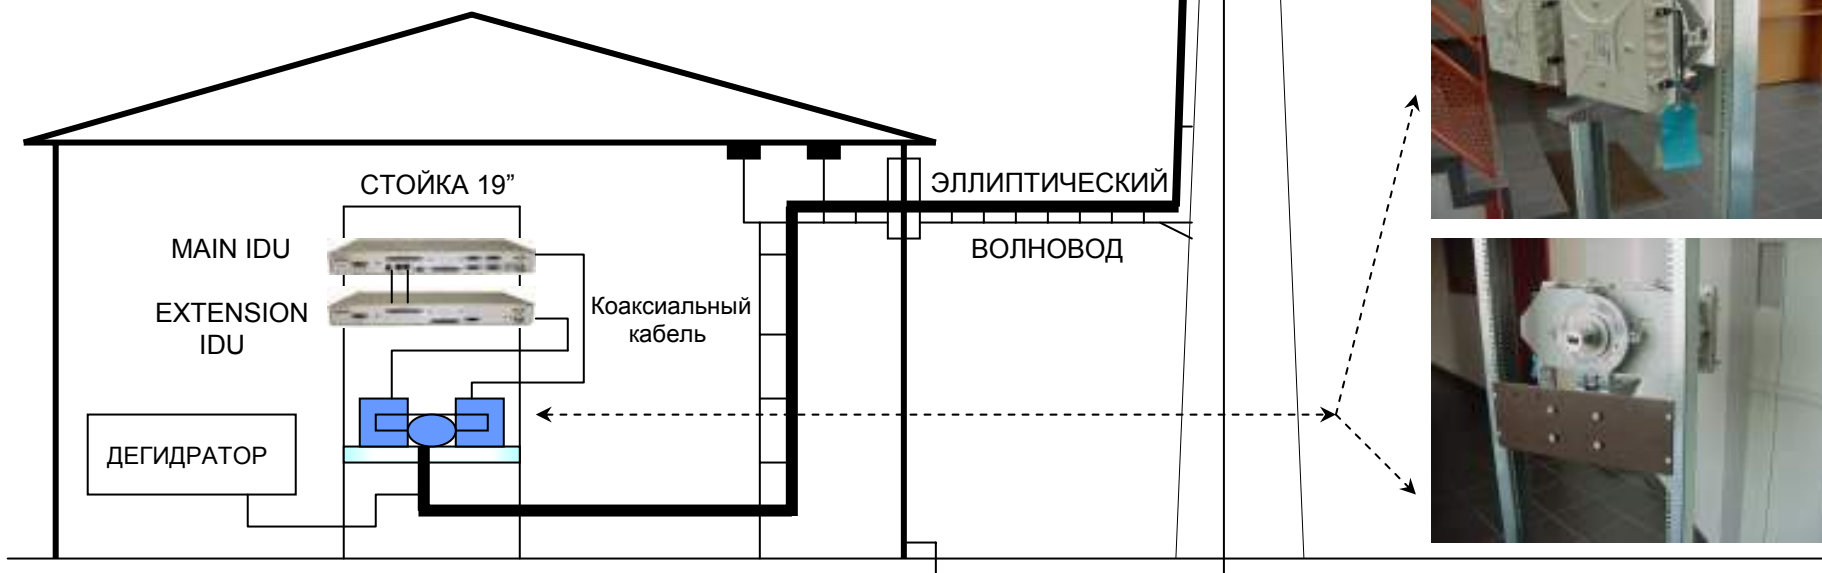 СТОЙКА 19”
ЭЛЛИПТИЧЕСКИЙ
MAIN IDU
ВОЛНОВОД
EXTENSION
IDU
Коаксиальный
кабель
ДЕГИДРАТОР